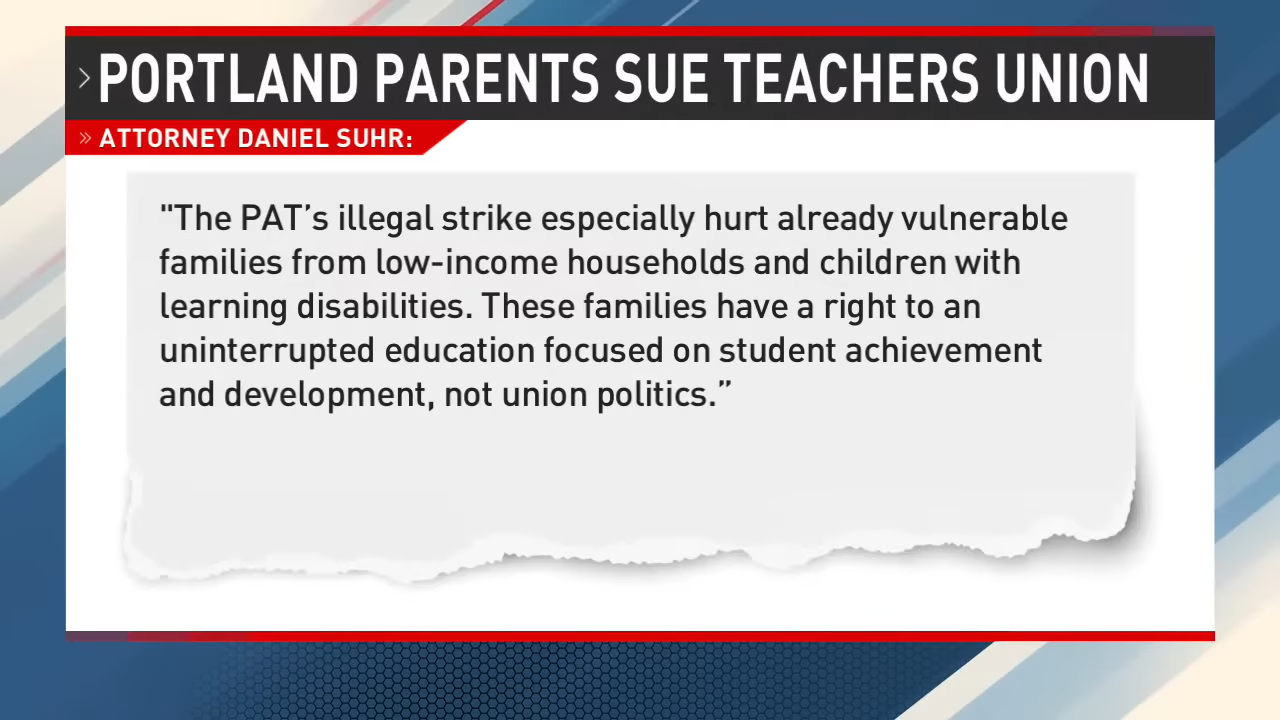 PORTLAND PARENTS SUE TEACHERS UNION
ATTORNEY DANIEL SUHR:
"The PAT’s illegal strike especially hurt already vulnerable
families from low-income households and children with
learning disabilities. These families have a right to an
uninterrupted education focused on student achievement
and development, not union politics.”